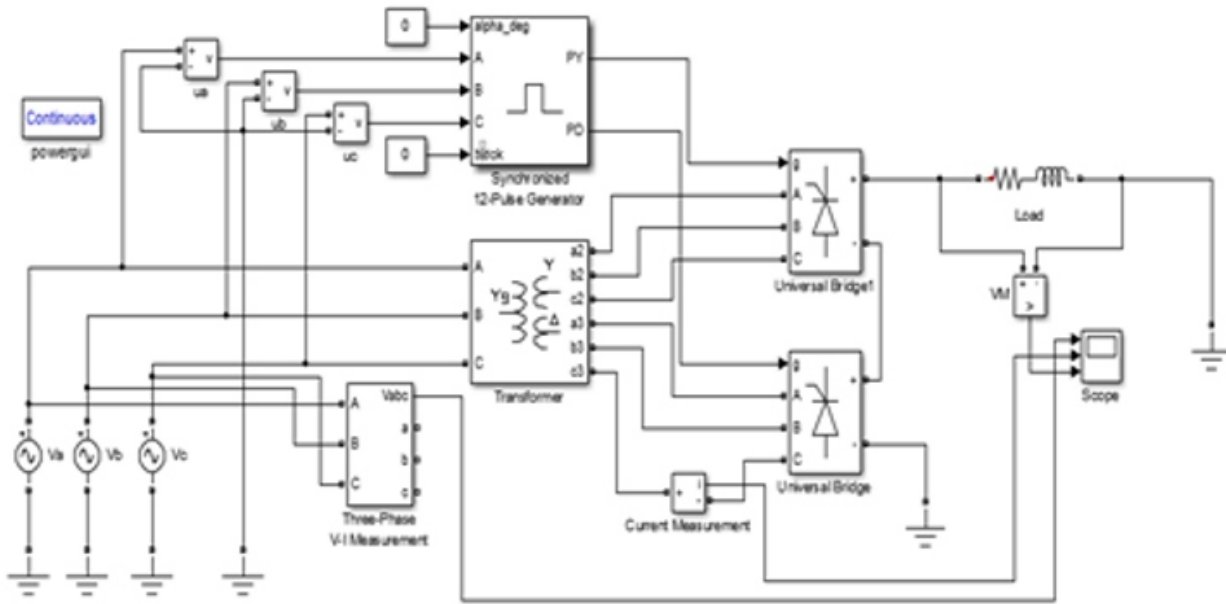 Continuous
powergui
ua
ub
uc
0
0
alpha_deg
A
B
C
PY
PD
Synchronized
12-Pulse Generator
A
B
C
Yg
Y
Δ
a2
b2
c2
a3
b3
c3
Transformer
Va
Vb
Vc
Vabc
A
B
C
a
b
c
Three-Phase
V-I Measurement
g
A
B
C
+
-
Universal Bridge1
g
A
B
C
+
-
Universal Bridge
+
i
-
Current Measurement
Load
VM
+
-
v
Scope
+
-
v
+
-
v
+
-
v